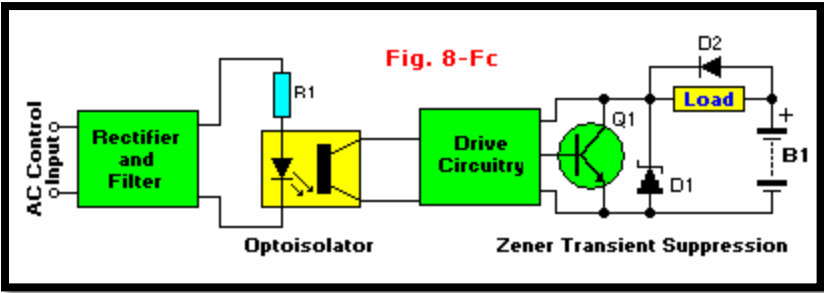 Fig. 8-Fc
D2
R1
Load
Q1
+
AC Control
Input
Rectifier
and
Filter
Drive
Circuitry
B1
D1
Optoisolator
Zener Transient Suppression